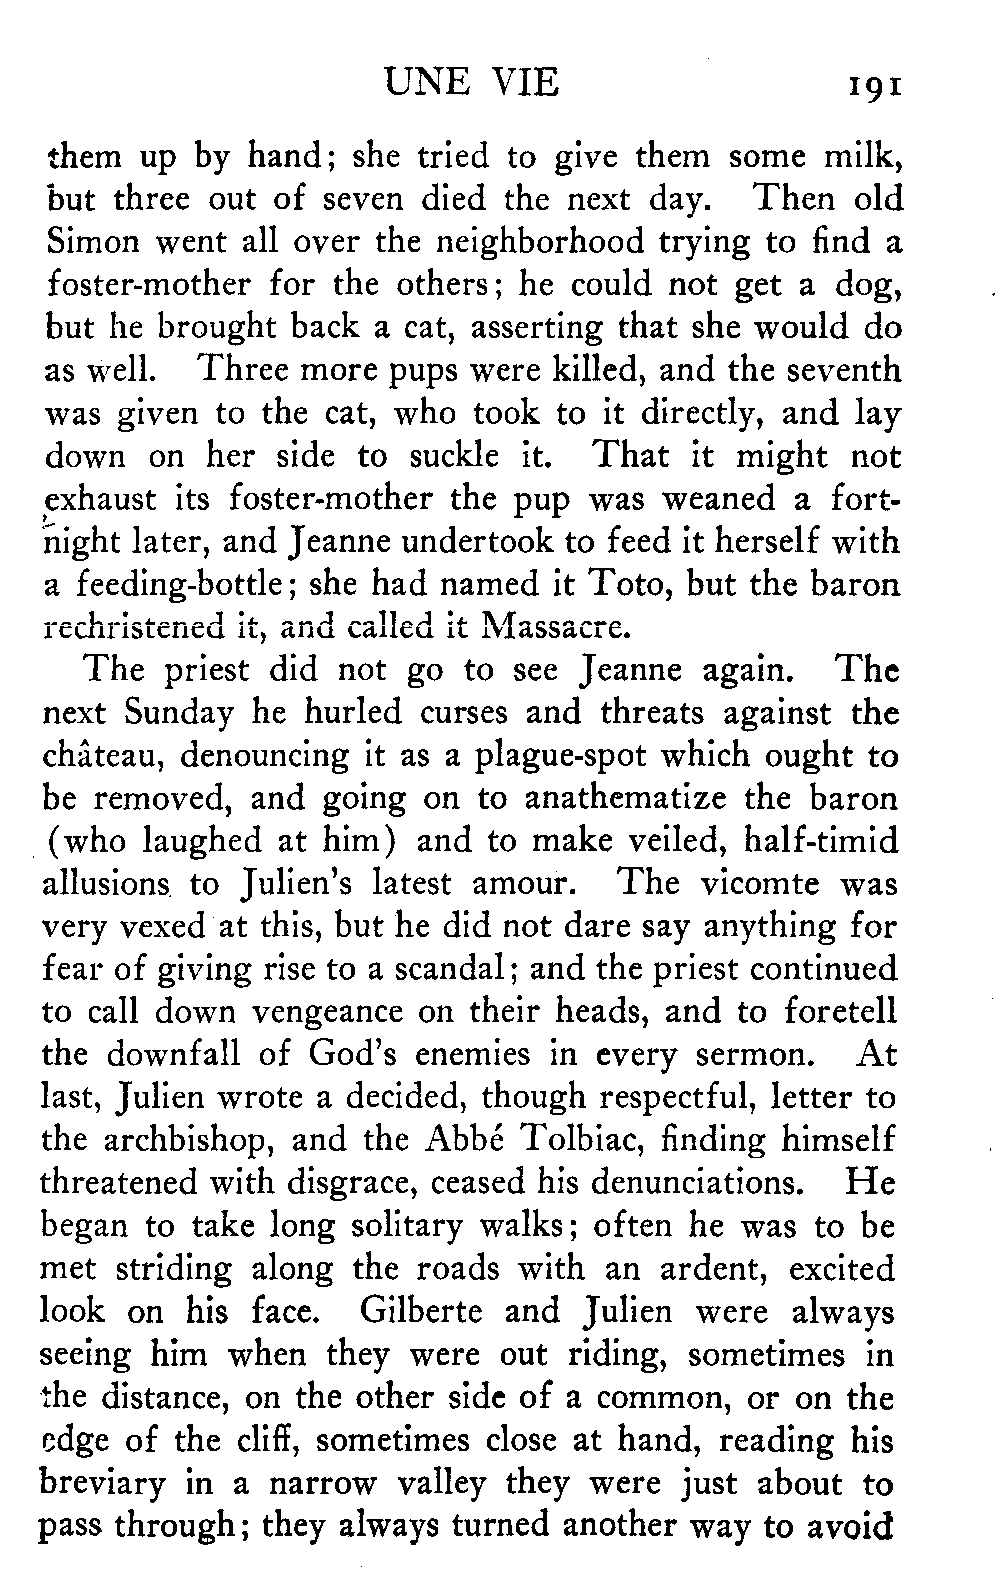 UNE VIE 191
them up by hand; she tried to give them some milk,
but three out of seven died the next day. Then old
Simon went all over the neighborhood trying to find a
foster-mother for the others; he could not get a dog,
but he brought back a cat, asserting that she would do
as well. Three more pups were killed, and the seventh
was given to the cat, who took to it directly, and lay
down on her side to suckle it. That it might not
exhaust its foster-mother the pup was weaned a fort-
night later, and Jeanne undertook to feed it herself with
a feeding-bottle; she had named it Toto, but the baron
rechristened it, and called it Massacre.
The priest did not go to see Jeanne again. The
next Sunday he hurled curses and threats against the
château, denouncing it as a plague-spot which ought to
be removed, and going on to anathematize the baron
(who laughed at him) and to make veiled, half-timid
allusions to Julien's latest amour. The vicomte was
very vexed at this, but he did not dare say anything for
fear of giving rise to a scandal; and the priest continued
to call down vengeance on their heads, and to foretell
the downfall of God's enemies in every sermon. At
last, Julien wrote a decided, though respectful, letter to
the archbishop, and the Abbé Tolbiac, finding himself
threatened with disgrace, ceased his denunciations. He
began to take long solitary walks; often he was to be
met striding along the roads with an ardent, excited
look on his face. Gilberte and Julien were always
seeing him when they were out riding, sometimes in
the distance, on the other side of a common, or on the
edge of the cliff, sometimes close at hand, reading his
breviary in a narrow valley they were just about to
pass through; they always turned another way to avoid